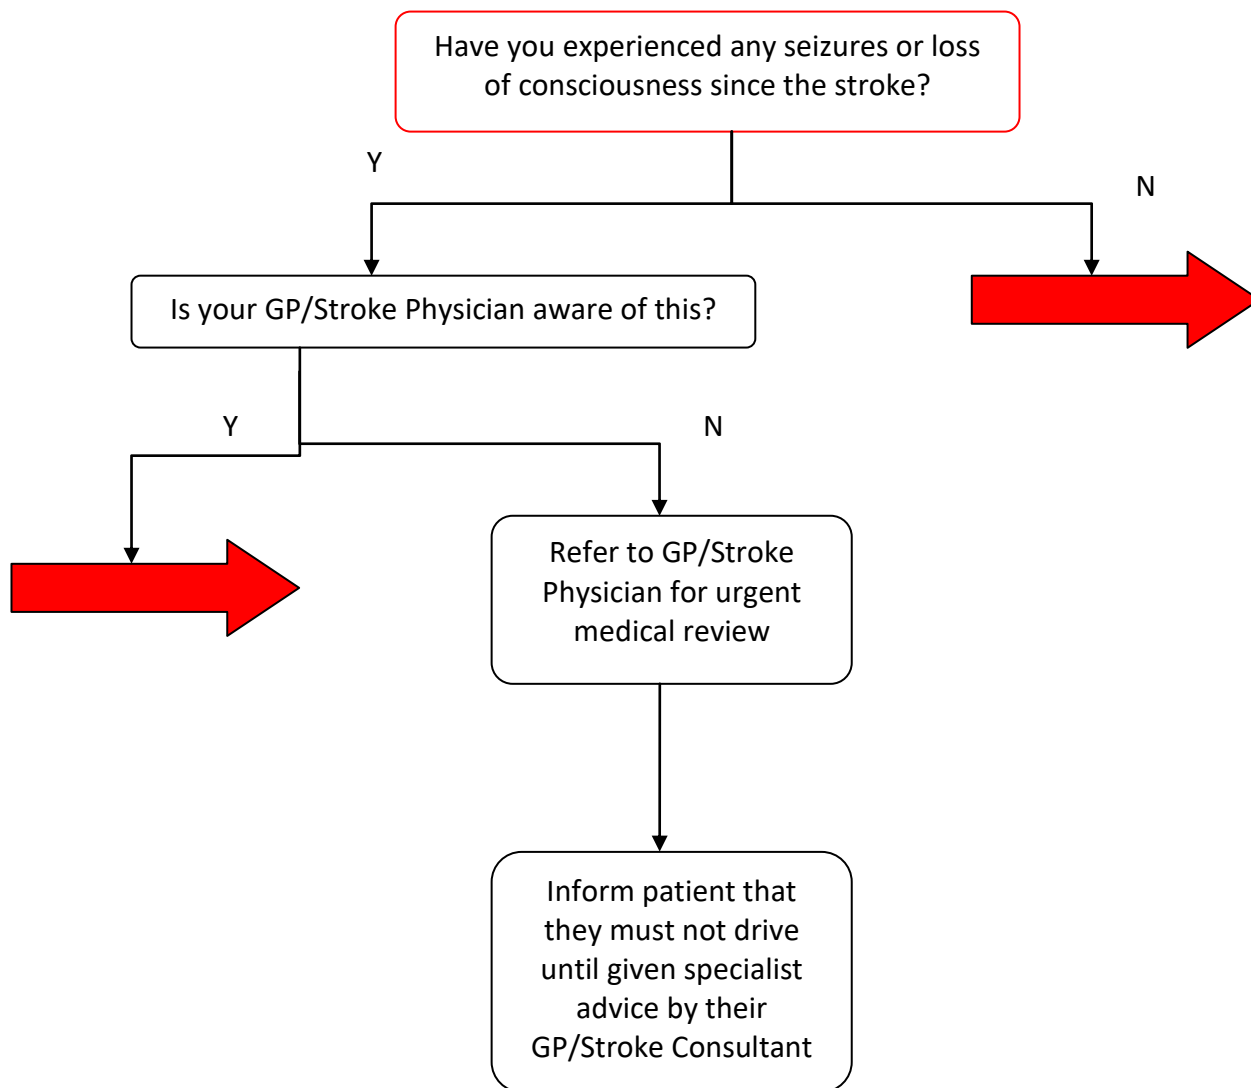 Have you experienced any seizures or loss
of consciousness since the stroke?
Y
N
Is your GP/Stroke Physician aware of this?
Y
N
Refer to GP/Stroke
Physician for urgent
medical review
Inform patient that
they must not drive
until given specialist
advice by their
GP/Stroke Consultant